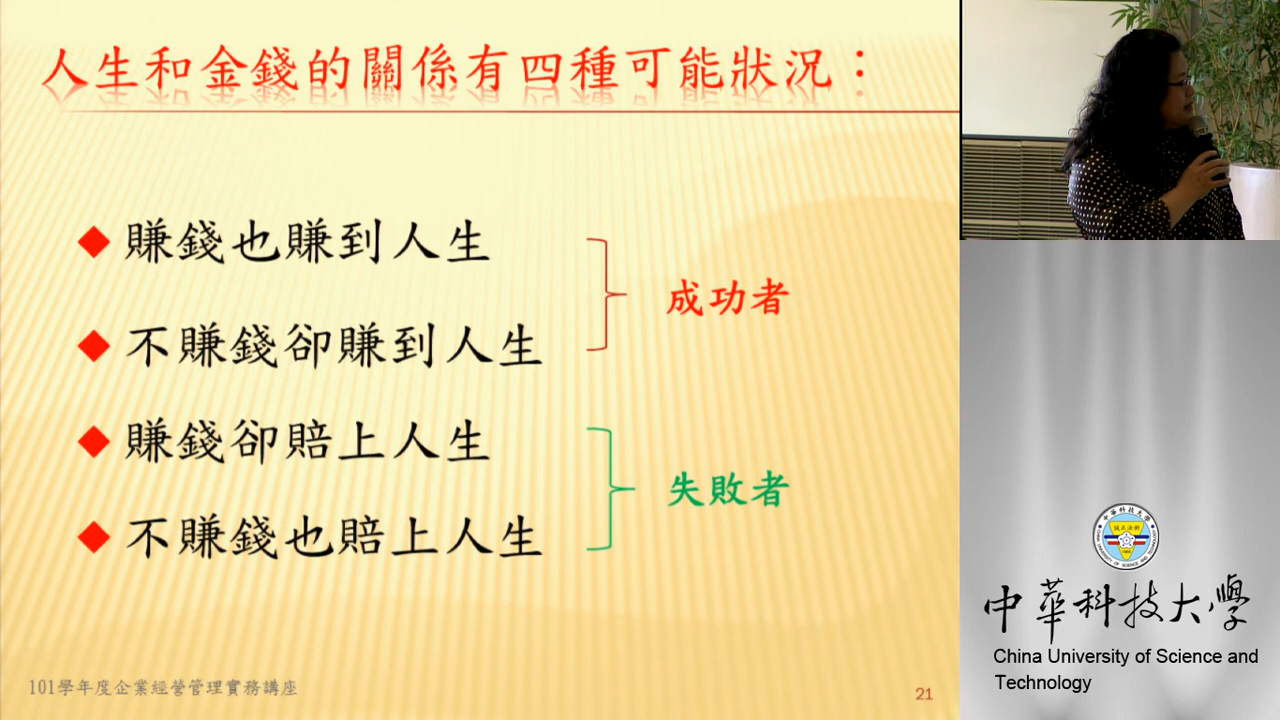 人生和金錢的關係有四種可能狀況：
賺錢也賺到人生
不賺錢卻賺到人生
成功者
賺錢卻賠上人生
不賺錢也賠上人生
失敗者
101學年度企業經營管理實務講座
21
中華科技大學
China University of Science and
Technology